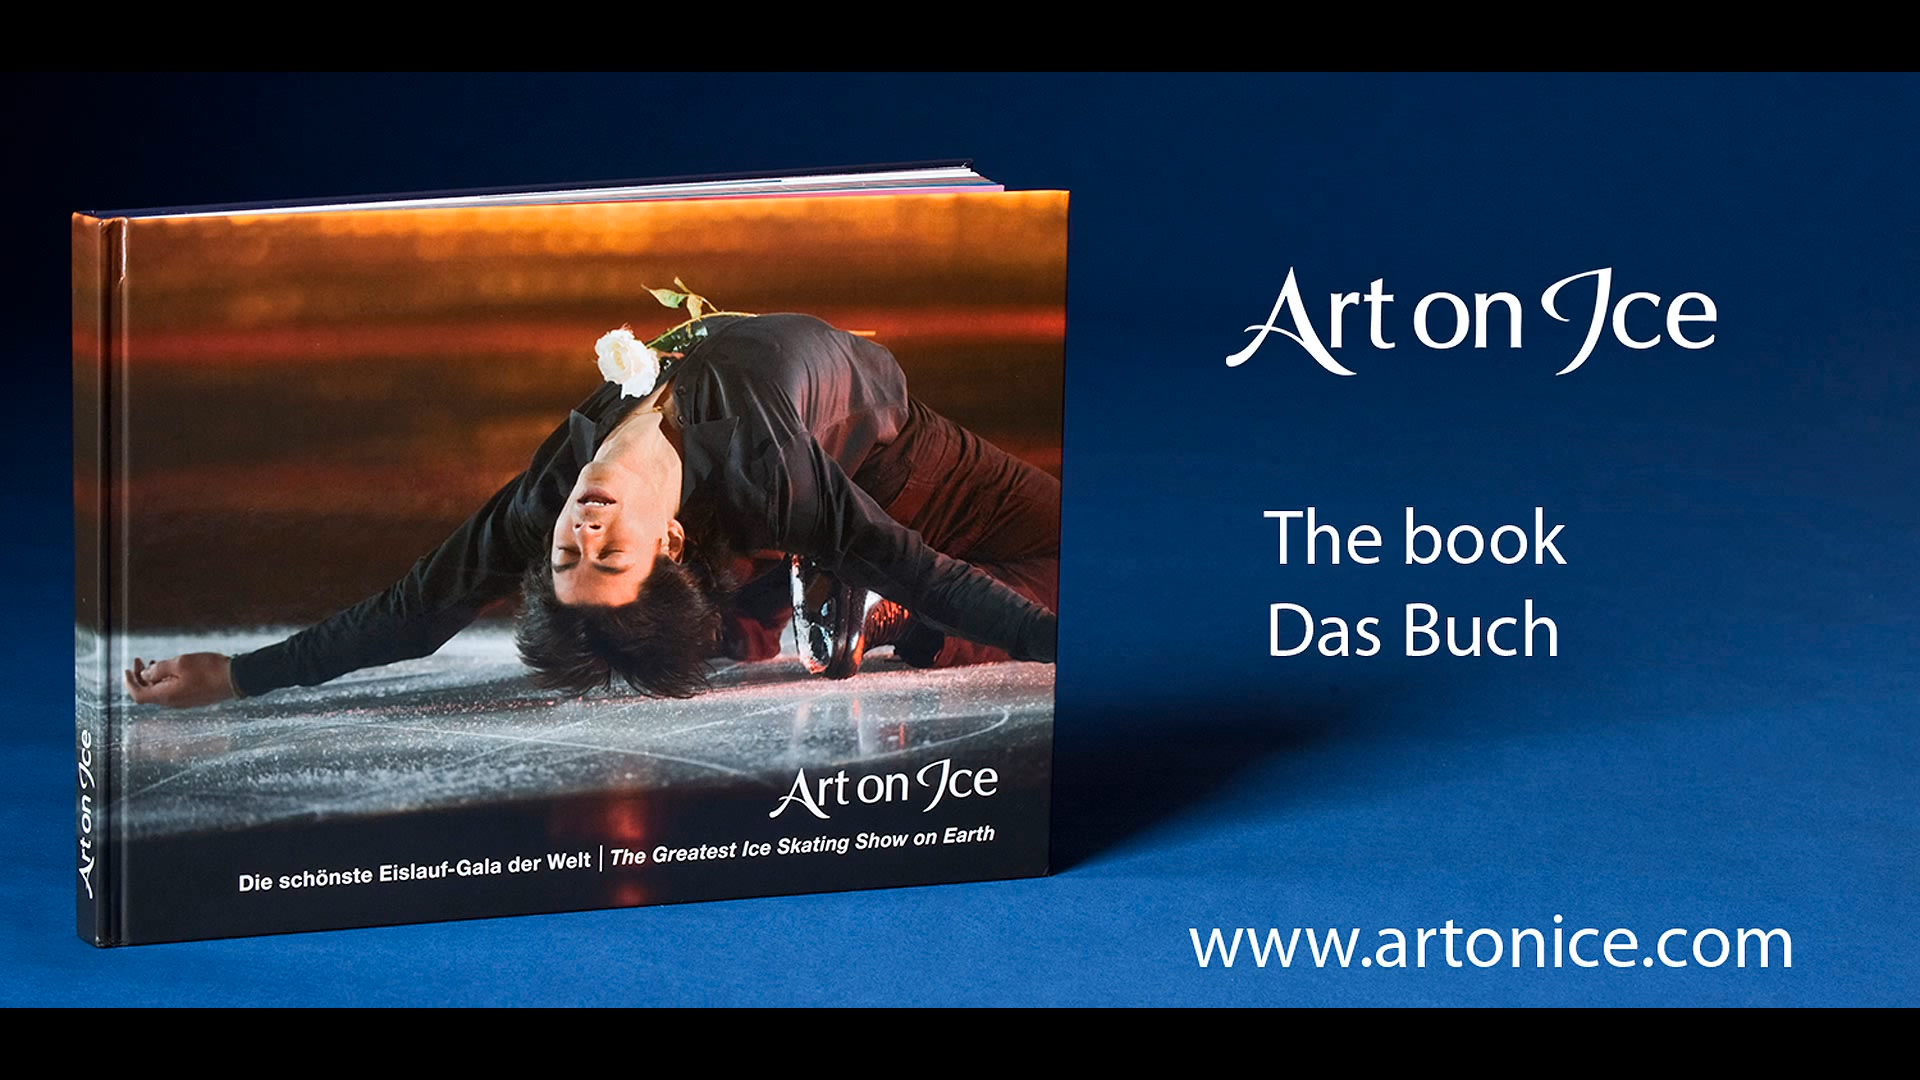 Art on Ice
Art on Ice
Die schönste Eislauf-Gala der Welt | The Greatest Ice Skating Show on Earth
Art on Ice
The book
Das Buch
www.artonice.com